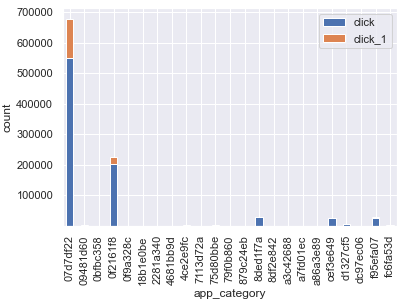 700000
600000
500000
400000
300000
200000
100000
count
click
click_1
07d7df22
09481d60
0bfbc358
0f2161f8
0f9a328c
18b1e0be
2281a340
4681bb9d
4ce2e9fc
7113d72a
75d80bbe
79f0b860
879c24eb
8ded1f7a
8df2e842
a3c42688
a7fd01ec
a86a3e89
cef3e649
d1327cf5
dc97ec06
f95efa07
fc6fa53d
app_category